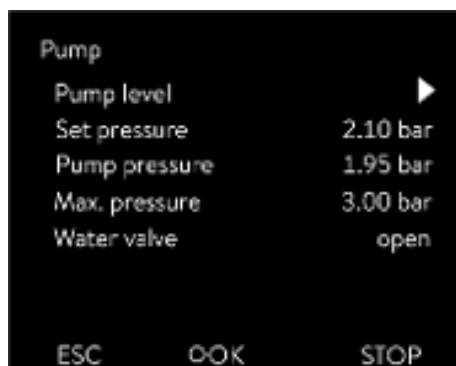 Pump
Pump level
Set pressure 2.10 bar
Pump pressure 1.95 bar
Max. pressure 3.00 bar
Water valve open
ESC OOK STOP